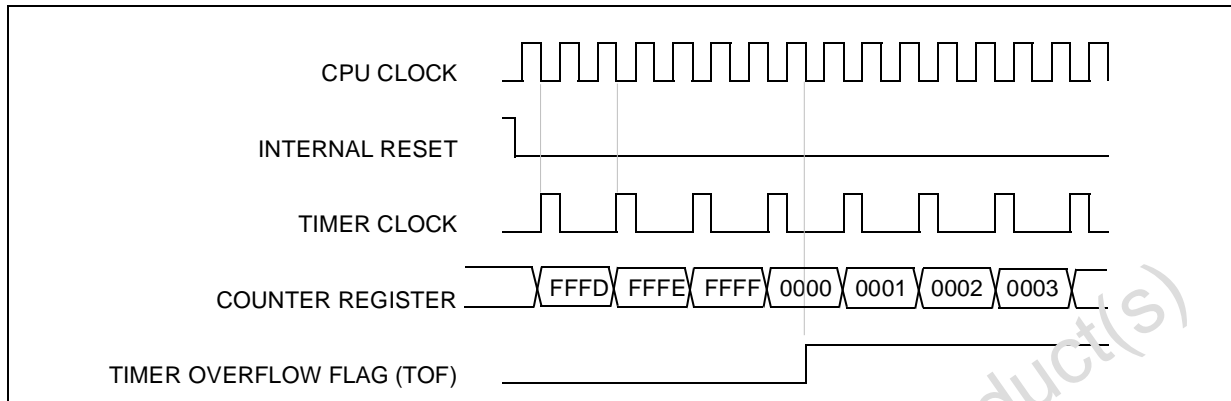 CPU CLOCK
INTERNAL RESET
TIMER CLOCK
COUNTER REGISTER FFFD FFFE FFFF 0000 0001 0002 0003
TIMER OVERFLOW FLAG (TOF)
duct(s)